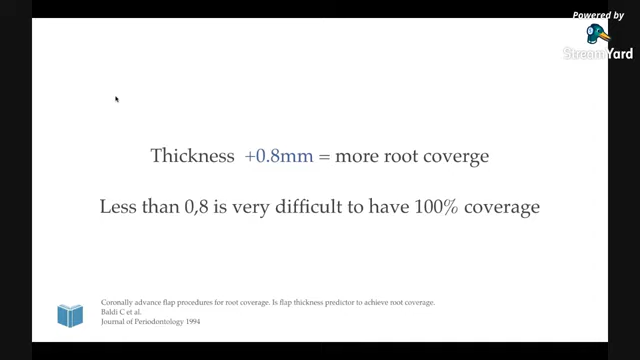 Powered by
StreamYard
Thickness +0.8mm = more root coverge
Less than 0,8 is very difficult to have 100% coverage
Coronally advance flap procedures for root coverage. Is flap thickness predictor to achieve root coverage.
Baldi C et al.
Journal of Periodontology 1994